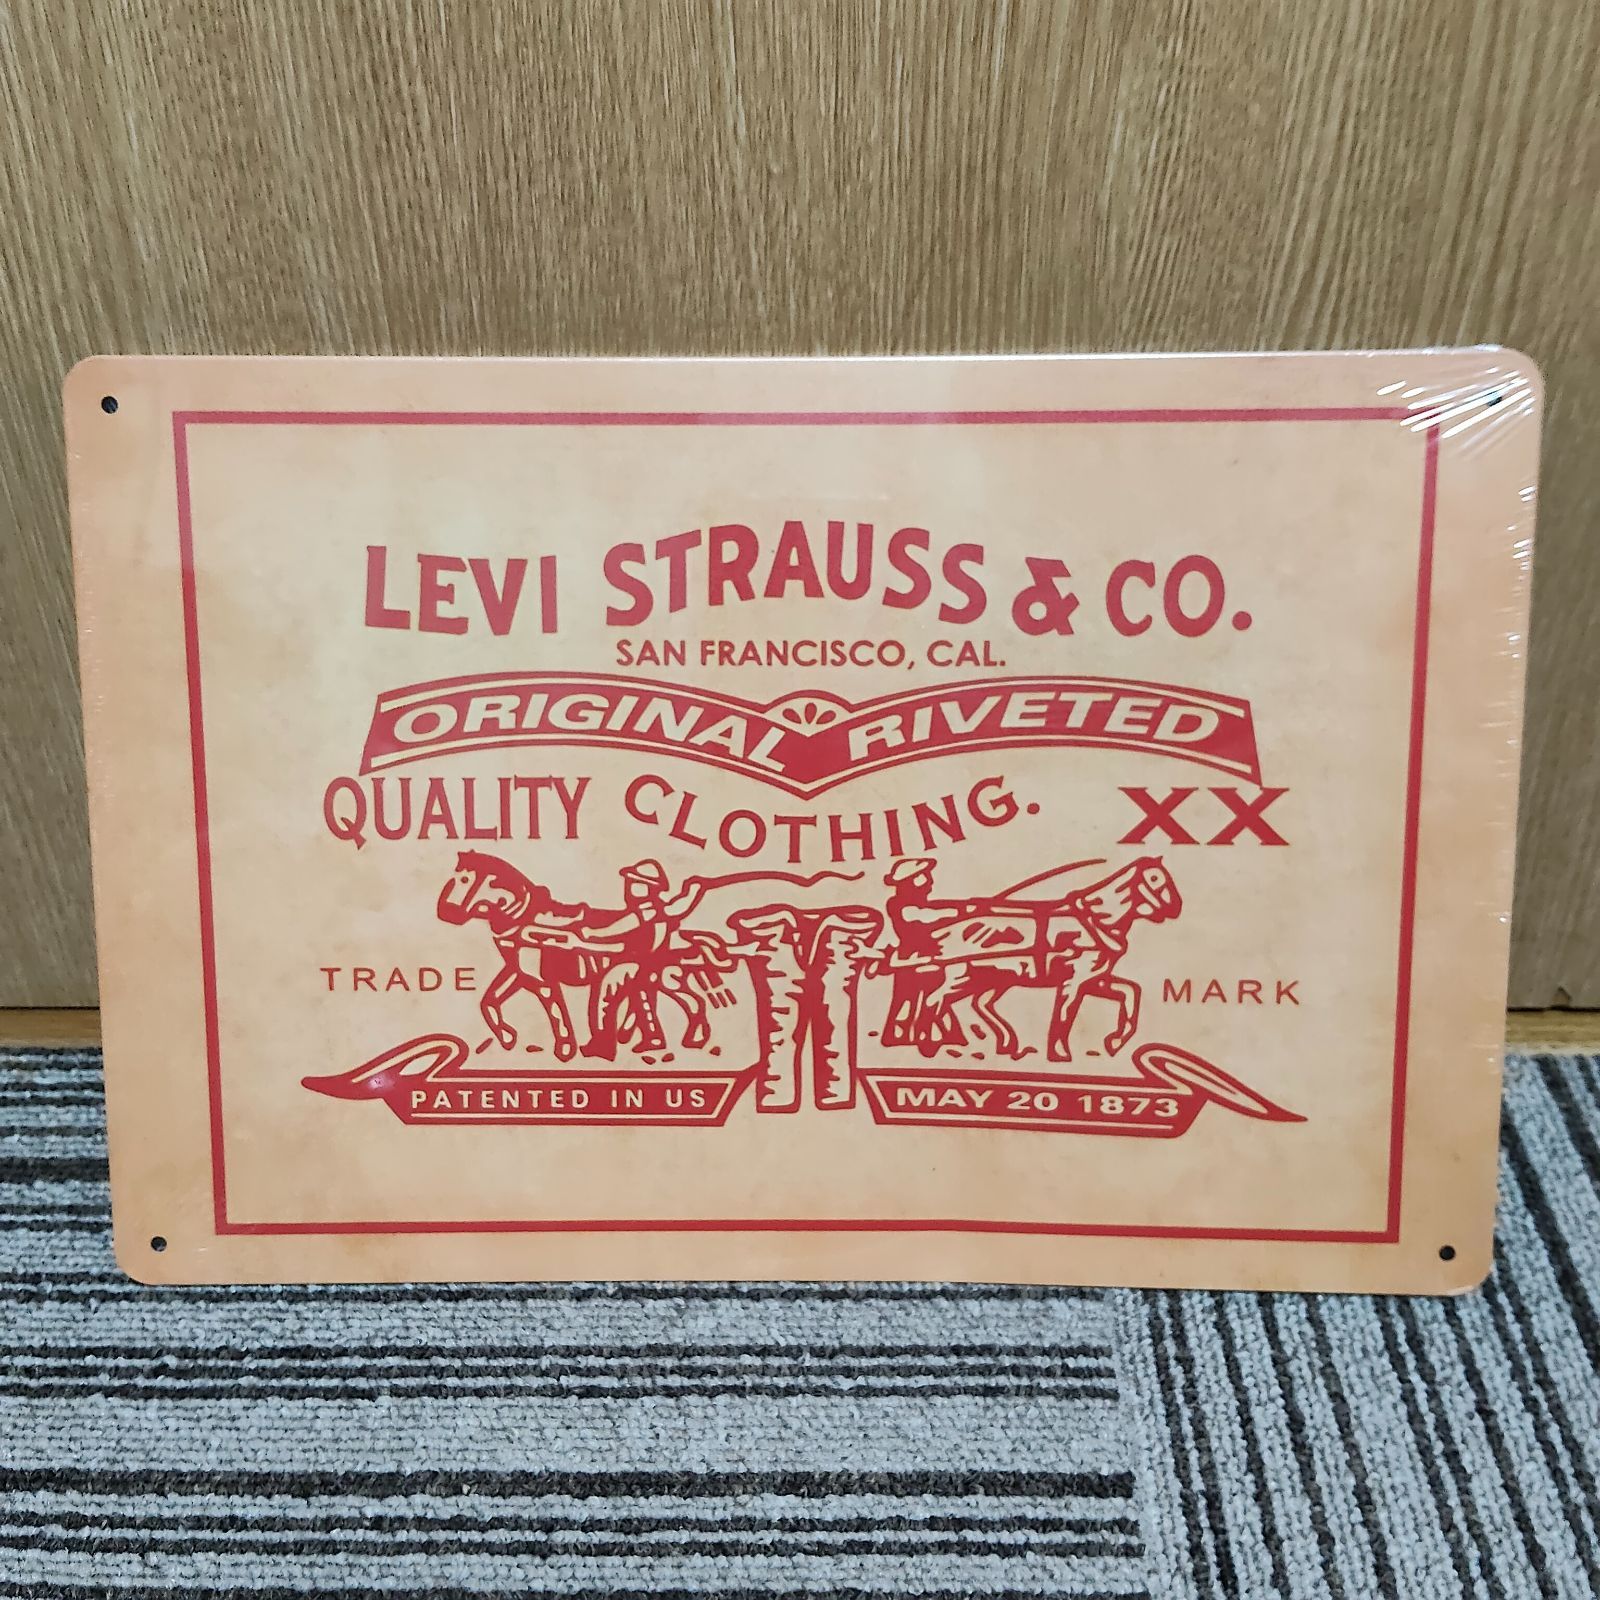 LEVI STRAUSS & CO.
SAN FRANCISCO, CAL.
ORIGINAL RIVETED
QUALITY CLOTHING. XX
TRADE MARK
PATENTED IN US MAY 20 1873